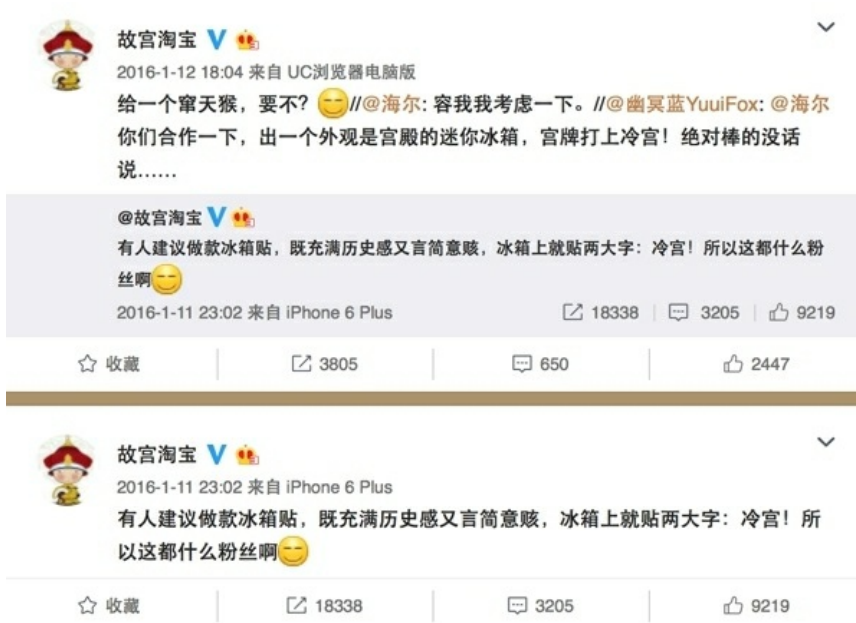 故宫淘宝
2016-1-12 18:04 来自 UC浏览器电脑版
给一个窜天猴，要不？//@海尔: 容我我考虑一下。//@幽冥蓝YuuiFox: @海尔
你们合作一下，出一个外观是宫殿的迷你冰箱，宫牌打上冷宫！绝对棒的没话
说......
@故宫淘宝
有人建议做款冰箱贴，既充满历史感又言简意赅，冰箱上就贴两大字：冷宫！所以这都什么粉
丝啊
2016-1-11 23:02 来自 iPhone 6 Plus 18338 3205 9219
收藏 3805 650 2447
故宫淘宝
2016-1-11 23:02 来自 iPhone 6 Plus
有人建议做款冰箱贴，既充满历史感又言简意赅，冰箱上就贴两大字：冷宫！所
以这都什么粉丝啊
收藏 18338 3205 9219